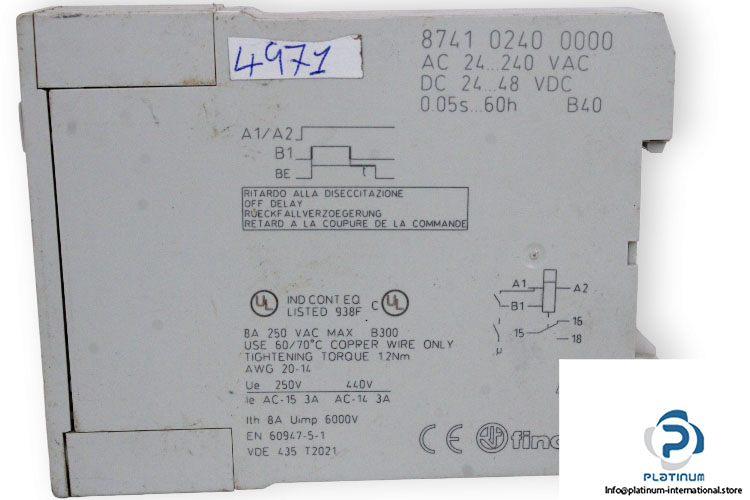 4971
8741 0240 0000
AC 24...240 VAC
DC 24...48 VDC
0.05s...60h B40
A1/A2
B1
BE t
RITARDO ALLA DISECCITAZIONE
OFF DELAY
RÜECKFALLVERZOEGERUNG
RETARD A LA COUPURE DE LA COMMANDE
UL IND CONT.EQ. C UL
LISTED 938F
8A 250 VAC MAX B300
USE 60/70°C COPPER WIRE ONLY
TIGHTENING TORQUE 1.2Nm
AWG 20-14
Ue 250V 440V
Ie AC-15 3A AC-14 3A
Ith 8A Uimp 6000V
EN 60947-5-1
VDE 435 T2021
A1 A2
B1
15 16
18
CE
PLATINUM
Info@platinum-international.store